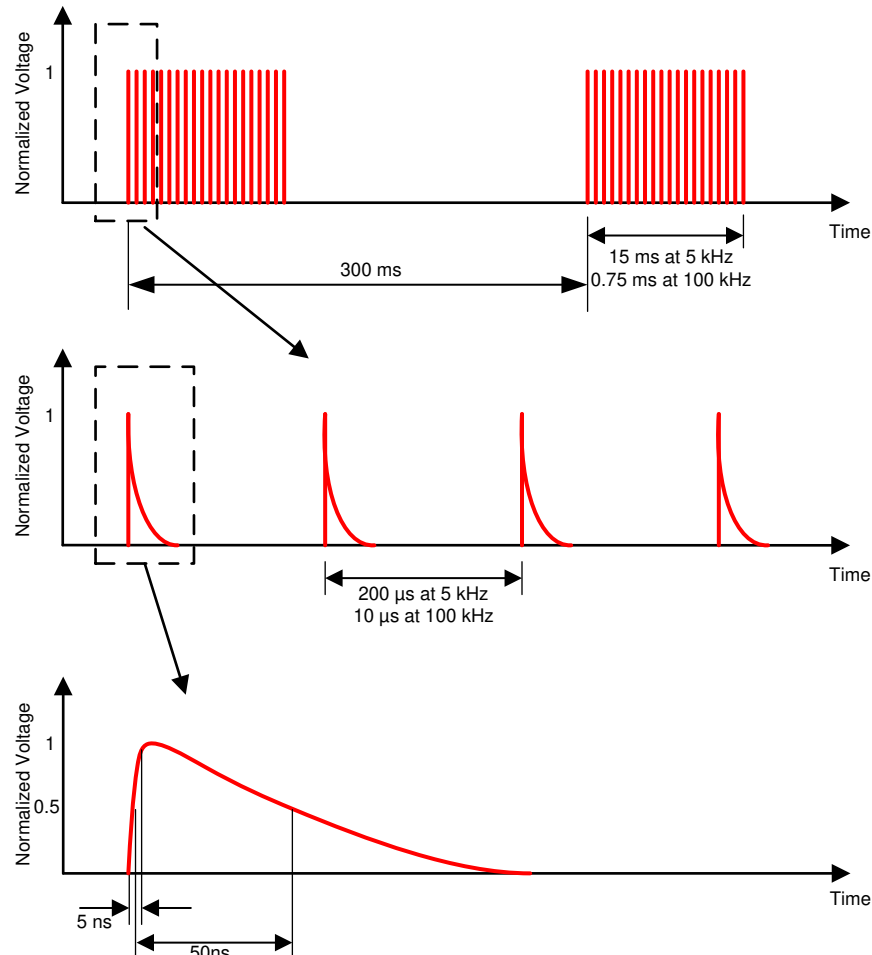 Normalized Voltage
1
Time
15 ms at 5 kHz
0.75 ms at 100 kHz
300 ms
Normalized Voltage
1
Time
200 µs at 5 kHz
10 µs at 100 kHz
Normalized Voltage
1
0.5
Time
5 ns
50ns